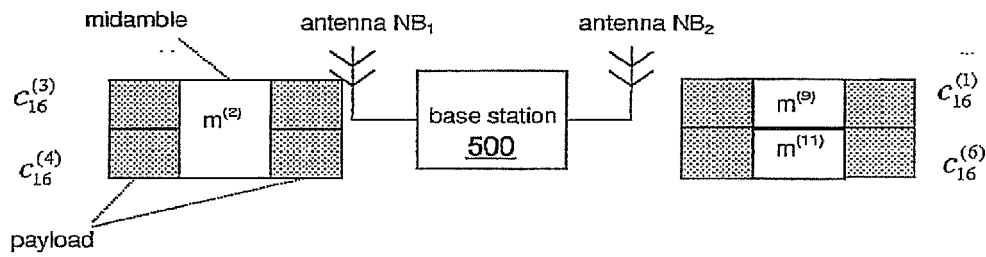 midamble
antenna NB₁
antenna NB₂
..
...
c₁₆⁽³⁾
m⁽²⁾
base station
500
m⁽⁹⁾
c₁₆⁽¹⁾
c₁₆⁽⁴⁾
m⁽¹¹⁾
c₁₆⁽⁶⁾
payload